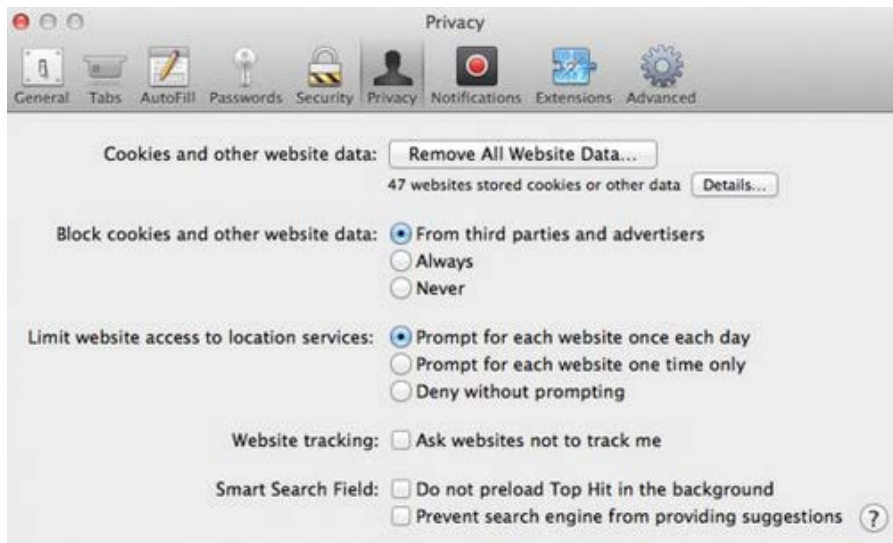 Privacy
General Tabs AutoFill Passwords Security Privacy Notifications Extensions Advanced
Cookies and other website data: Remove All Website Data...
47 websites stored cookies or other data Details...
Block cookies and other website data: From third parties and advertisers
Always
Never
Limit website access to location services: Prompt for each website once each day
Prompt for each website one time only
Deny without prompting
Website tracking: Ask websites not to track me
Smart Search Field: Do not preload Top Hit in the background
Prevent search engine from providing suggestions ?